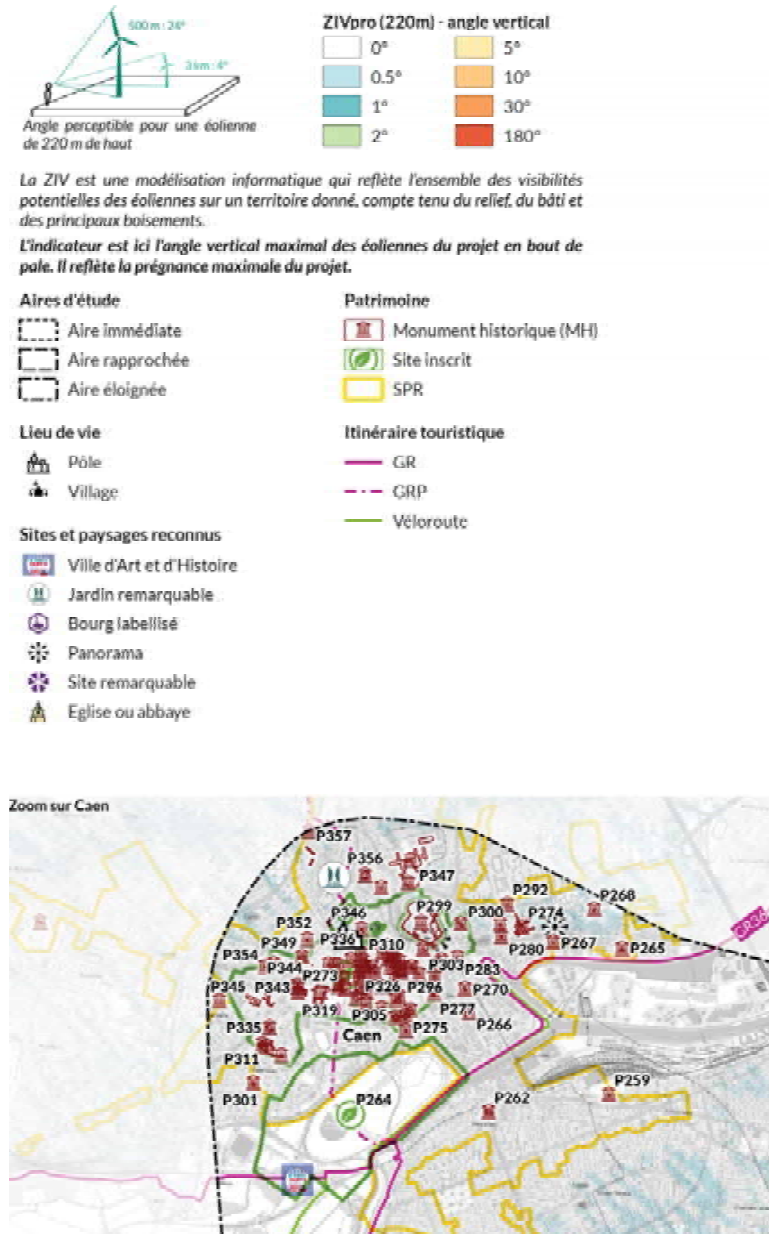 500 m : 24°
3 km : 4°
Angle perceptible pour une éolienne
de 220 m de haut
ZIVpro (220m) - angle vertical
0°
5°
0.5°
10°
1°
30°
2°
180°
La ZIV est une modélisation informatique qui reflète l'ensemble des visibilités
potentielles des éoliennes sur un territoire donné, compte tenu du relief, du bâti et
des principaux boisements.
L'indicateur est ici l'angle vertical maximal des éoliennes du projet en bout de
pale. Il reflète la prégnance maximale du projet.
Aires d'étude
Aire immédiate
Aire rapprochée
Aire éloignée
Patrimoine
Monument historique (MH)
Site inscrit
SPR
Lieu de vie
Pôle
Village
Itinéraire touristique
GR
GRP
Véloroute
Sites et paysages reconnus
Ville d'Art et d'Histoire
Jardin remarquable
Bourg labellisé
Panorama
Site remarquable
Eglise ou abbaye
Zoom sur Caen
P357
P356
P347
P292
P268
P346
P299
P300
P274
P352
P336
P310
P280
P267
P265
GR36
P349
P354
P344
P273
P303
P283
P345
P343
P326
P296
P270
P319
P305
P277
P266
P335
Caen
P275
P311
P301
P264
P262
P259